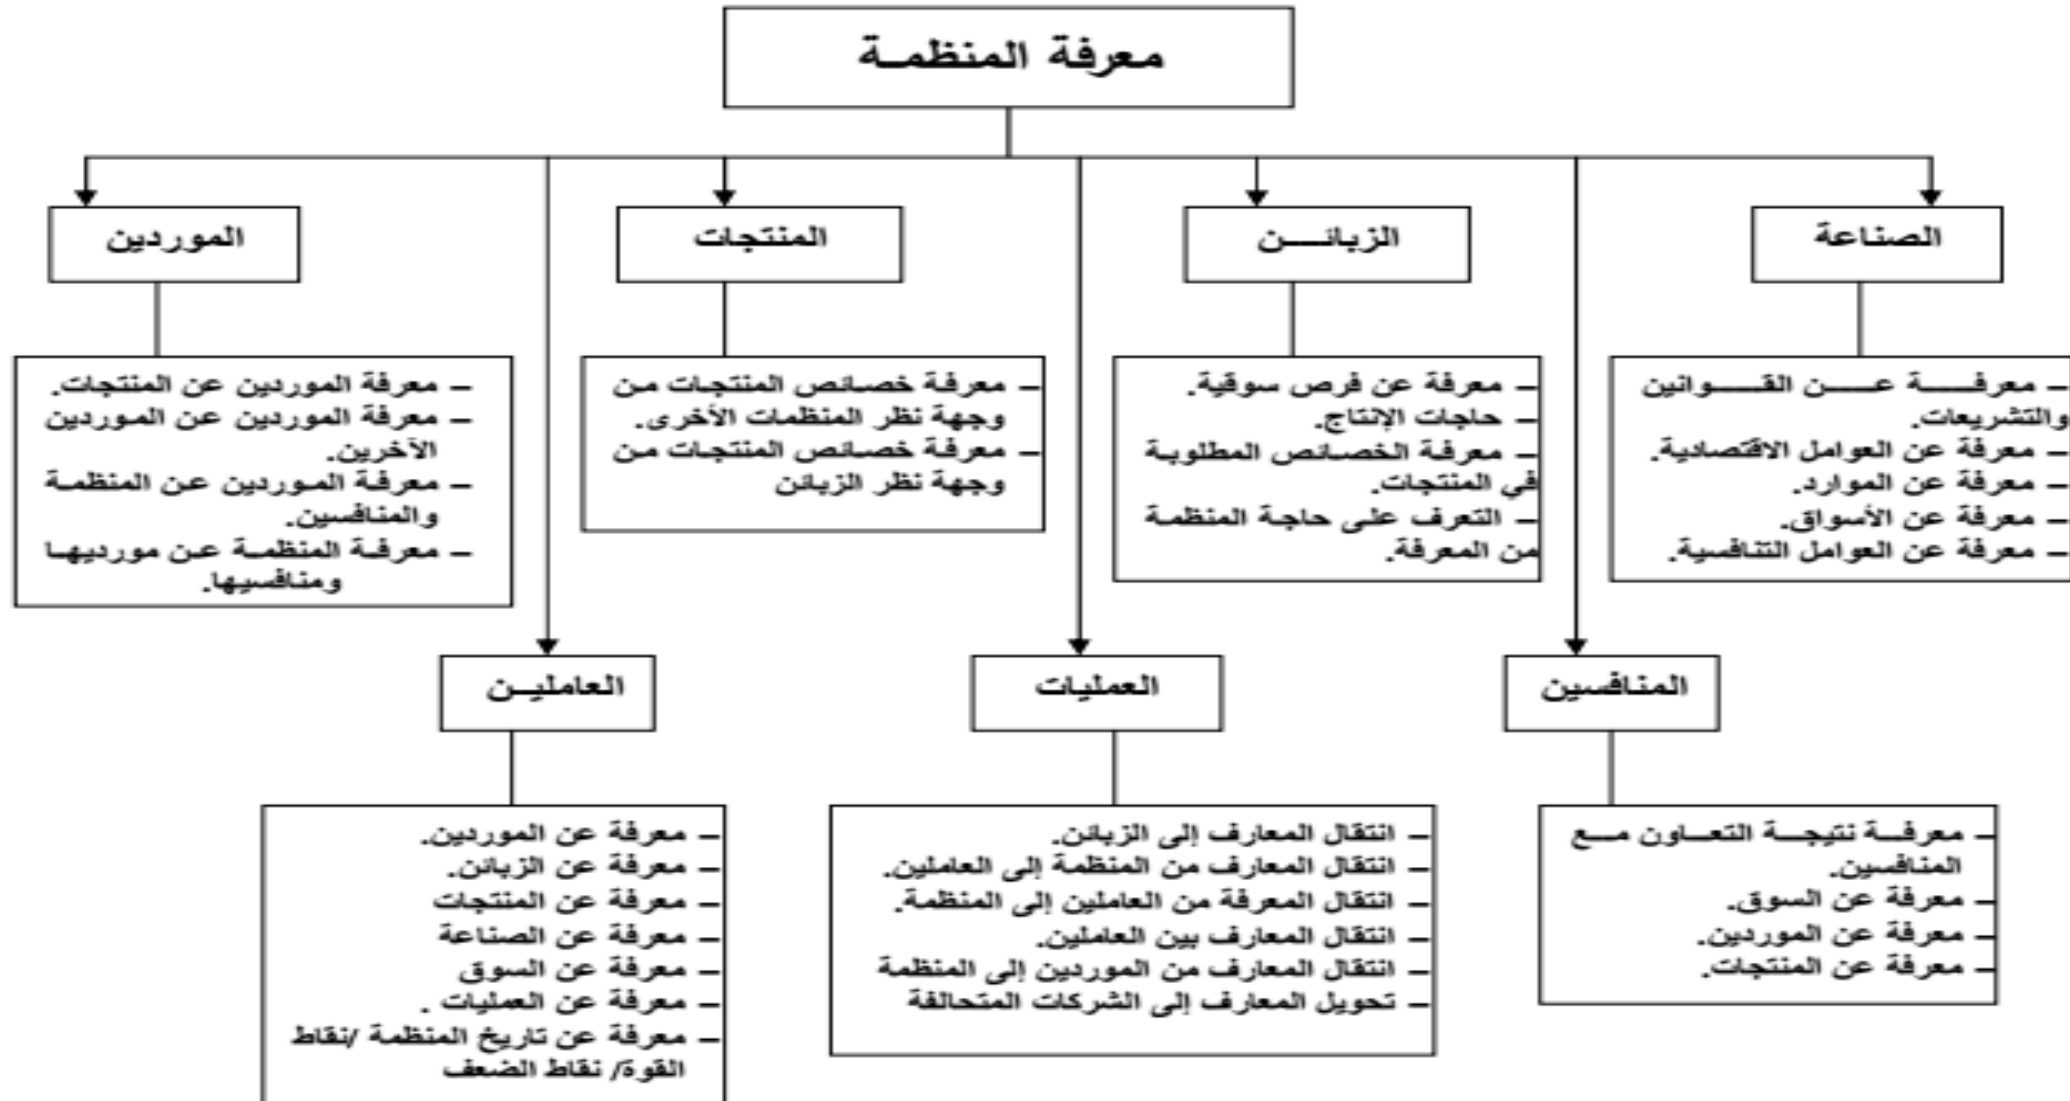 معرفة المنظمة
الصناعة
الزبائن
المنتجات
الموردين
– معرفة عن القوانين
والتشريعات.
– معرفة عن العوامل الاقتصادية.
– معرفة عن الموارد.
– معرفة عن الأسواق.
– معرفة عن العوامل التنافسية.
– معرفة عن فرص سوقية.
– حاجات الإنتاج.
– معرفة الخصائص المطلوبة
في المنتجات.
– التعرف على حاجة المنظمة
من المعرفة.
– معرفة خصائص المنتجات من
وجهة نظر المنظمات الأخرى.
– معرفة خصائص المنتجات من
وجهة نظر الزبائن
– معرفة الموردين عن المنتجات.
– معرفة الموردين عن الموردين
الآخرين.
– معرفة الموردين عن المنظمة
والمنافسين.
– معرفة المنظمة عن مورديها
ومنافسيها.
المنافسين
العمليات
العاملين
– معرفة نتيجة التعاون مع
المنافسين.
– معرفة عن السوق.
– معرفة عن الموردين.
– معرفة عن المنتجات.
– انتقال المعارف إلى الزبائن.
– انتقال المعارف من المنظمة إلى العاملين.
– انتقال المعرفة من العاملين إلى المنظمة.
– انتقال المعارف بين العاملين.
– انتقال المعارف من الموردين إلى المنظمة
– تحويل المعارف إلى الشركات المتحالفة
– معرفة عن الموردين.
– معرفة عن الزبائن.
– معرفة عن المنتجات
– معرفة عن الصناعة
– معرفة عن السوق
– معرفة عن العمليات .
– معرفة عن تاريخ المنظمة /نقاط
القوة/ نقاط الضعف